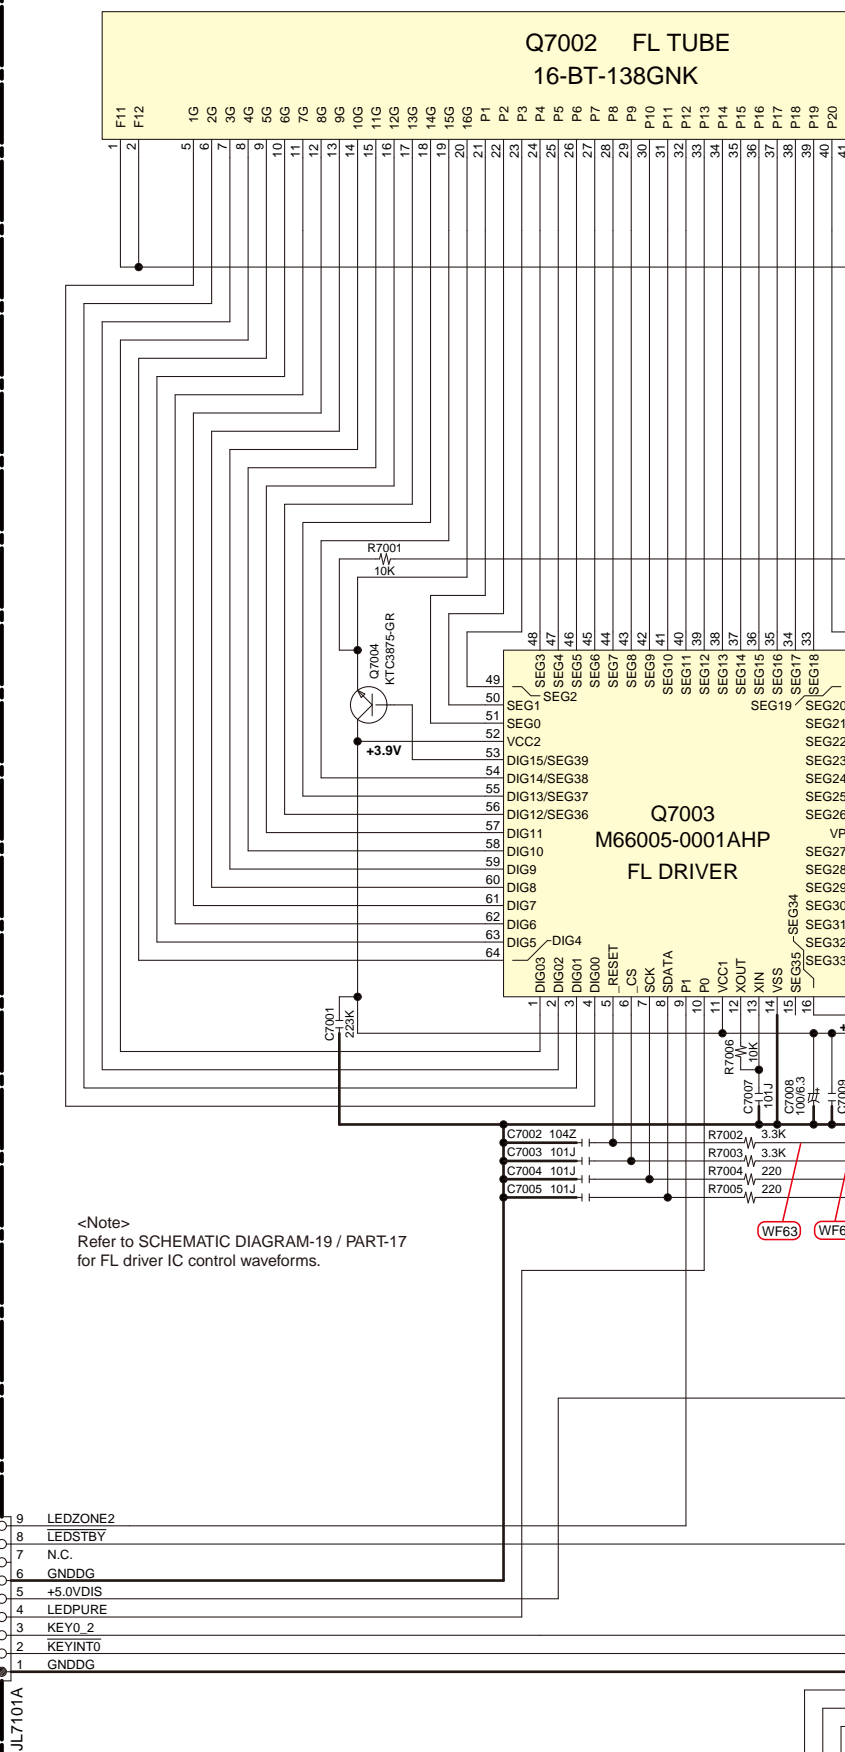 Q7002 FL TUBE
16-BT-138GNK
F11 F12 1G 2G 3G 4G 5G 6G 7G 8G 9G 10G 11G 12G 13G 14G 15G 16G P1 P2 P3 P4 P5 P6 P7 P8 P9 P10 P11 P12 P13 P14 P15 P16 P17 P18 P19 P20
1 2 5 6 7 8 9 10 11 12 13 14 15 16 17 18 19 20 21 22 23 24 25 26 27 28 29 30 31 32 33 34 35 36 37 38 39 40 41
R7001
10K
Q7004
KTC3875-GR
+3.9V
48 47 46 45 44 43 42 41 40 39 38 37 36 35 34 33
SEG3 SEG4 SEG5 SEG6 SEG7 SEG8 SEG9 SEG10 SEG11 SEG12 SEG13 SEG14 SEG15 SEG16 SEG17 SEG18
49 SEG2 SEG19
50 SEG1 SEG20
51 SEG0 SEG21
52 VCC2 SEG22
53 DIG15/SEG39 SEG23
54 DIG14/SEG38 SEG24
55 DIG13/SEG37 SEG25
56 DIG12/SEG36 SEG26
57 DIG11 VP
58 DIG10 SEG27
59 DIG9 SEG28
60 DIG8 SEG29
61 DIG7 SEG30
62 DIG6 SEG31
63 DIG5 SEG32
64 DIG4 SEG33
Q7003
M66005-0001AHP
FL DRIVER
SEG34
DIG03 DIG02 DIG01 DIG00 _RESET _CS SCK SDATA P1 P0 VCC1 XOUT XIN VSS SEG35
1 2 3 4 5 6 7 8 9 10 11 12 13 14 15 16
C7001
223K
R7006
10K
C7007
101J
C7008
100/6.3
C7009
C7002 104Z R7002 3.3K
C7003 101J R7003 3.3K
C7004 101J R7004 220
C7005 101J R7005 220
WF63
<Note>
Refer to SCHEMATIC DIAGRAM-19 / PART-17
for FL driver IC control waveforms.
9 LEDZONE2
8 LEDSTBY
7 N.C.
6 GNDDG
5 +5.0VDIS
4 LEDPURE
3 KEY0_2
2 KEYINT0
1 GNDDG
JL7101A